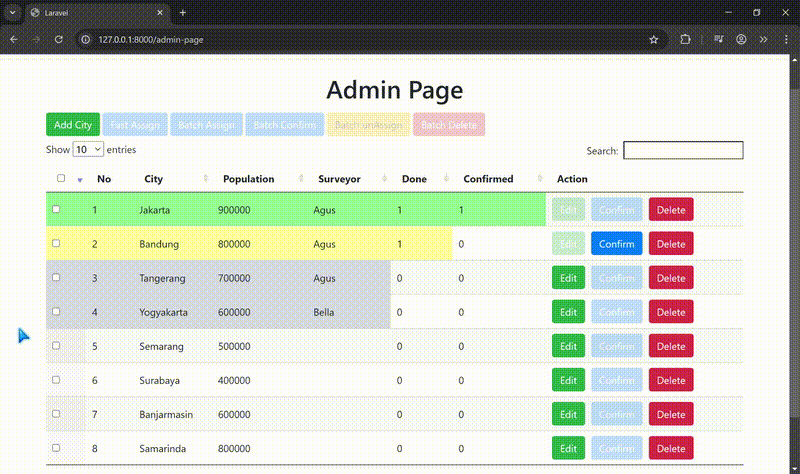 Laravel
127.0.0.1:8000/admin-page
Admin Page
Add City Fast Assign Batch Assign Batch Confirm Batch unAssign Batch Delete
Show 10 entries Search:
No City Population Surveyor Done Confirmed Action
1 Jakarta 900000 Agus 1 1 Edit Confirm Delete
2 Bandung 800000 Agus 1 0 Edit Confirm Delete
3 Tangerang 700000 Agus 0 0 Edit Confirm Delete
4 Yogyakarta 600000 Bella 0 0 Edit Confirm Delete
5 Semarang 500000 0 0 Edit Confirm Delete
6 Surabaya 400000 0 0 Edit Confirm Delete
7 Banjarmasin 600000 0 0 Edit Confirm Delete
8 Samarinda 800000 0 0 Edit Confirm Delete